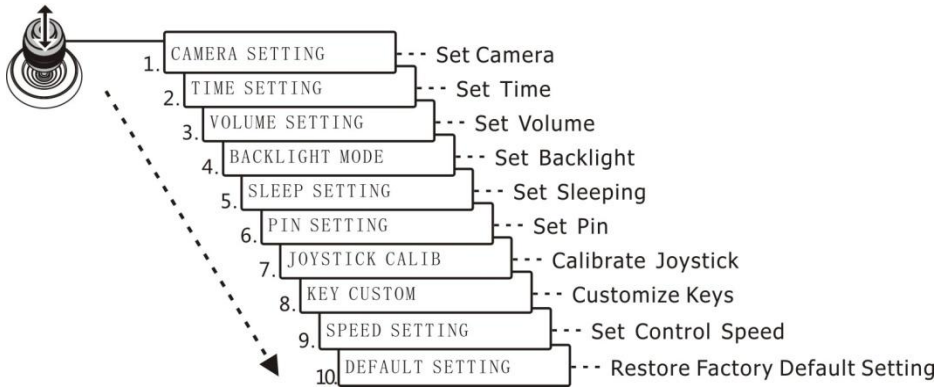 1. CAMERA SETTING --- Set Camera
2. TIME SETTING --- Set Time
3. VOLUME SETTING --- Set Volume
4. BACKLIGHT MODE --- Set Backlight
5. SLEEP SETTING --- Set Sleeping
6. PIN SETTING --- Set Pin
7. JOYSTICK CALIB --- Calibrate Joystick
8. KEY CUSTOM --- Customize Keys
9. SPEED SETTING --- Set Control Speed
10. DEFAULT SETTING --- Restore Factory Default Setting